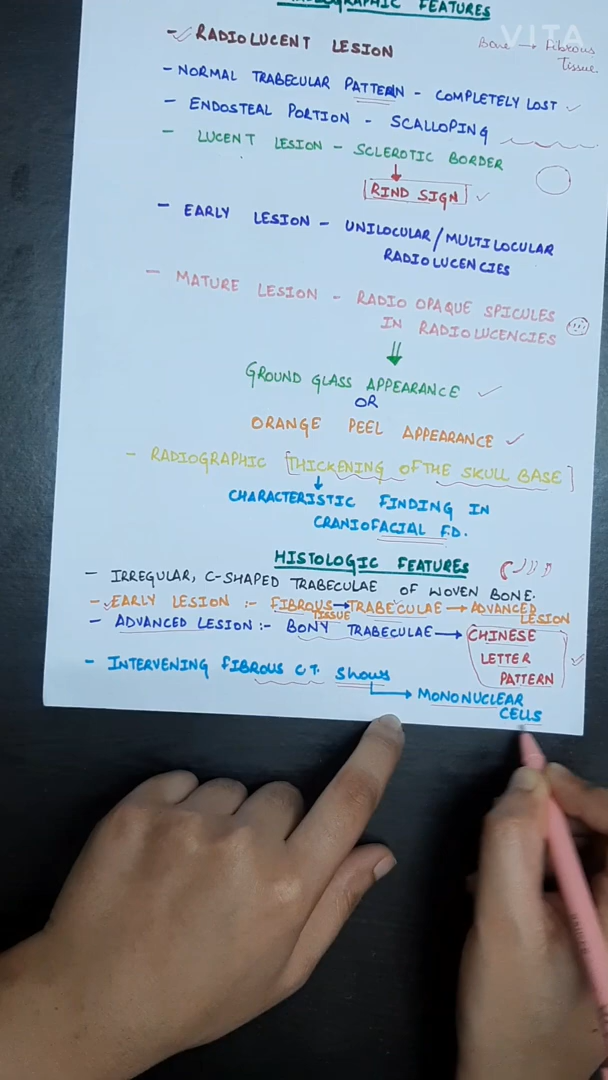 RADIOGRAPHIC FEATURES
VITA
- RADIOLUCENT LESION
Bone → Fibrous
Tissue.
- NORMAL TRABECULAR PATTERN - COMPLETELY LOST
- ENDOSTEAL PORTION - SCALLOPING
- LUCENT LESION - SCLEROTIC BORDER
RIND SIGN
- EARLY LESION - UNILOCULAR/MULTILOCULAR
RADIOLUCENCIES
- MATURE LESION - RADIO OPAQUE SPICULES
IN RADIOLUCENCIES
GROUND GLASS APPEARANCE
OR
ORANGE PEEL APPEARANCE
- RADIOGRAPHIC [THICKENING OF THE SKULL BASE]
CHARACTERISTIC FINDING IN
CRANIOFACIAL F.D.
HISTOLOGIC FEATURES
- IRREGULAR, C-SHAPED TRABECULAE OF WOVEN BONE.
- EARLY LESION :- FIBROUS TISSUE → TRABECULAE → ADVANCED LESION
- ADVANCED LESION :- BONY TRABECULAE → CHINESE
LETTER
PATTERN
- INTERVENING FIBROUS C.T. Shows
→ MONONUCLEAR
CELLS